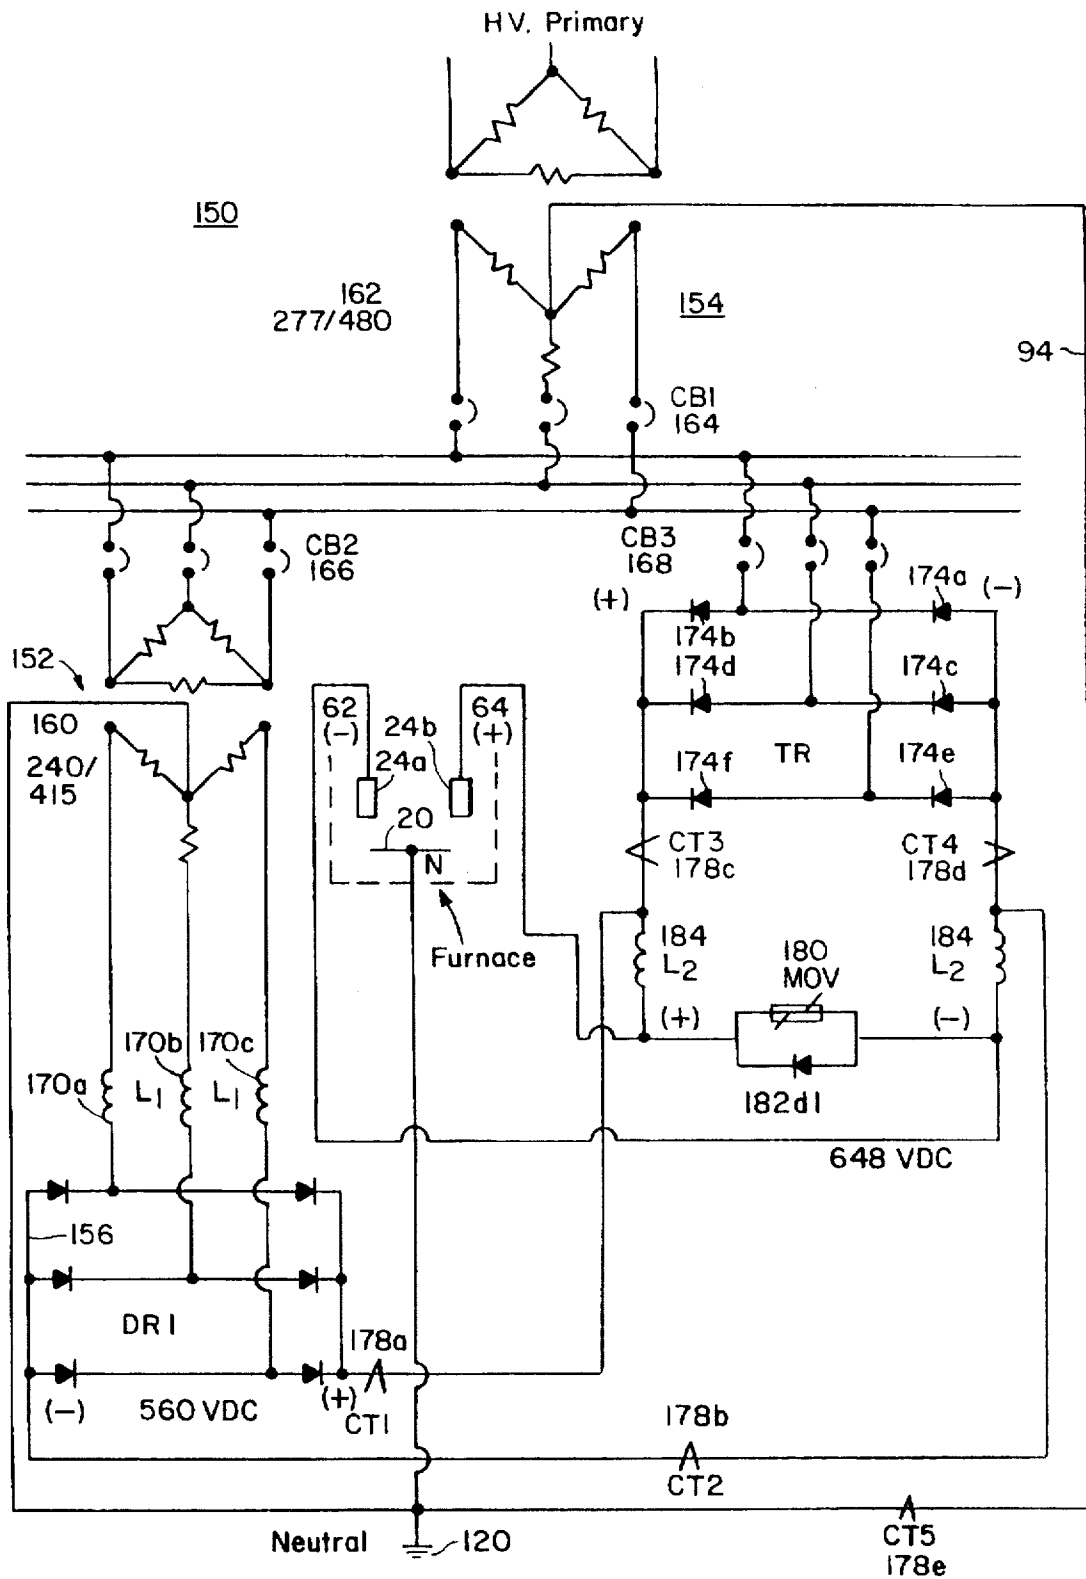 HV. Primary
150
162
277/480
154
94
CB1
164
CB2
166
CB3
168
(+)
174a
(-)
174b
174d
174c
152
160
240/
415
62
(-)
24a
24b
64
(+)
174f
TR
174e
20
N
CT3
178c
CT4
178d
Furnace
184
L2
180
MOV
184
L2
(+)
(-)
170a
170b
L1
170c
L1
182d1
648 VDC
156
DR1
178a
(-)
560 VDC
(+)
CT1
178b
CT2
Neutral
120
CT5
178e